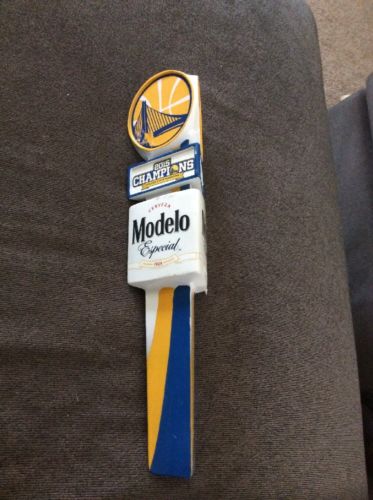 2015
CHAMPIONS
CERVEZA
Modelo
Especial